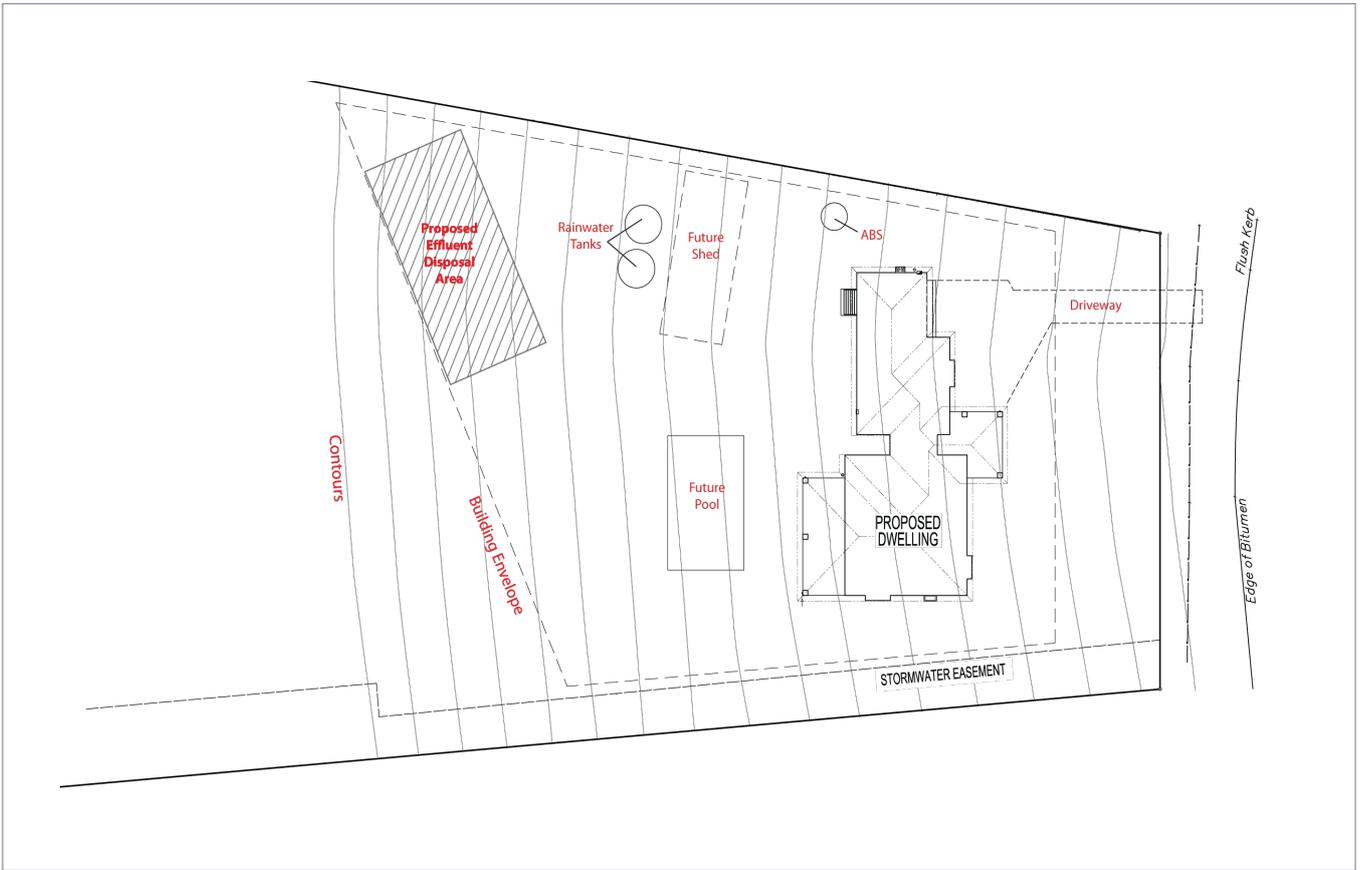 Proposed
Effluent
Disposal
Area
Rainwater
Tanks
Future
Shed
ABS
Flush Kerb
Driveway
Contours
Building Envelope
Future
Pool
PROPOSED
DWELLING
Edge of Bitumen
STORMWATER EASEMENT